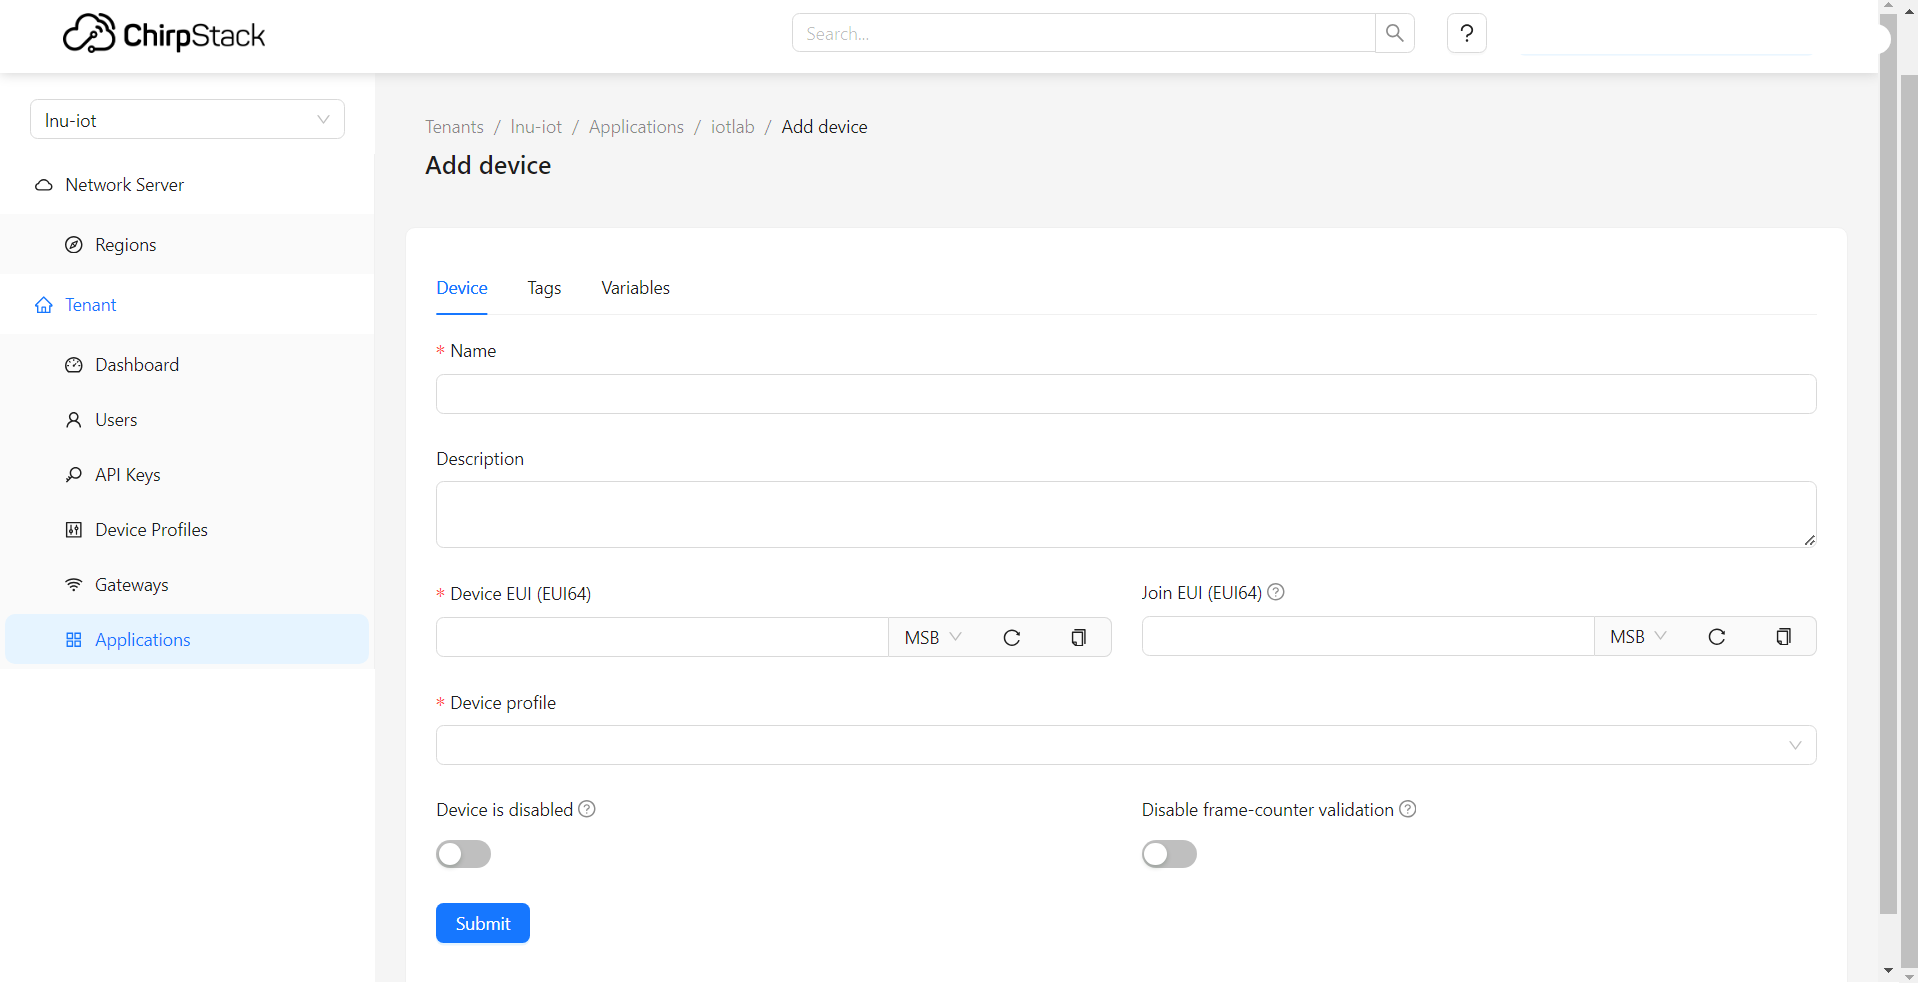 ChirpStack
Search...
?
lnu-iot
Network Server
Regions
Tenant
Dashboard
Users
API Keys
Device Profiles
Gateways
Applications
Tenants / lnu-iot / Applications / iotlab / Add device
Add device
Device Tags Variables
* Name
Description
* Device EUI (EUI64)
MSB
Join EUI (EUI64) ?
MSB
* Device profile
Device is disabled ?
Disable frame-counter validation ?
Submit